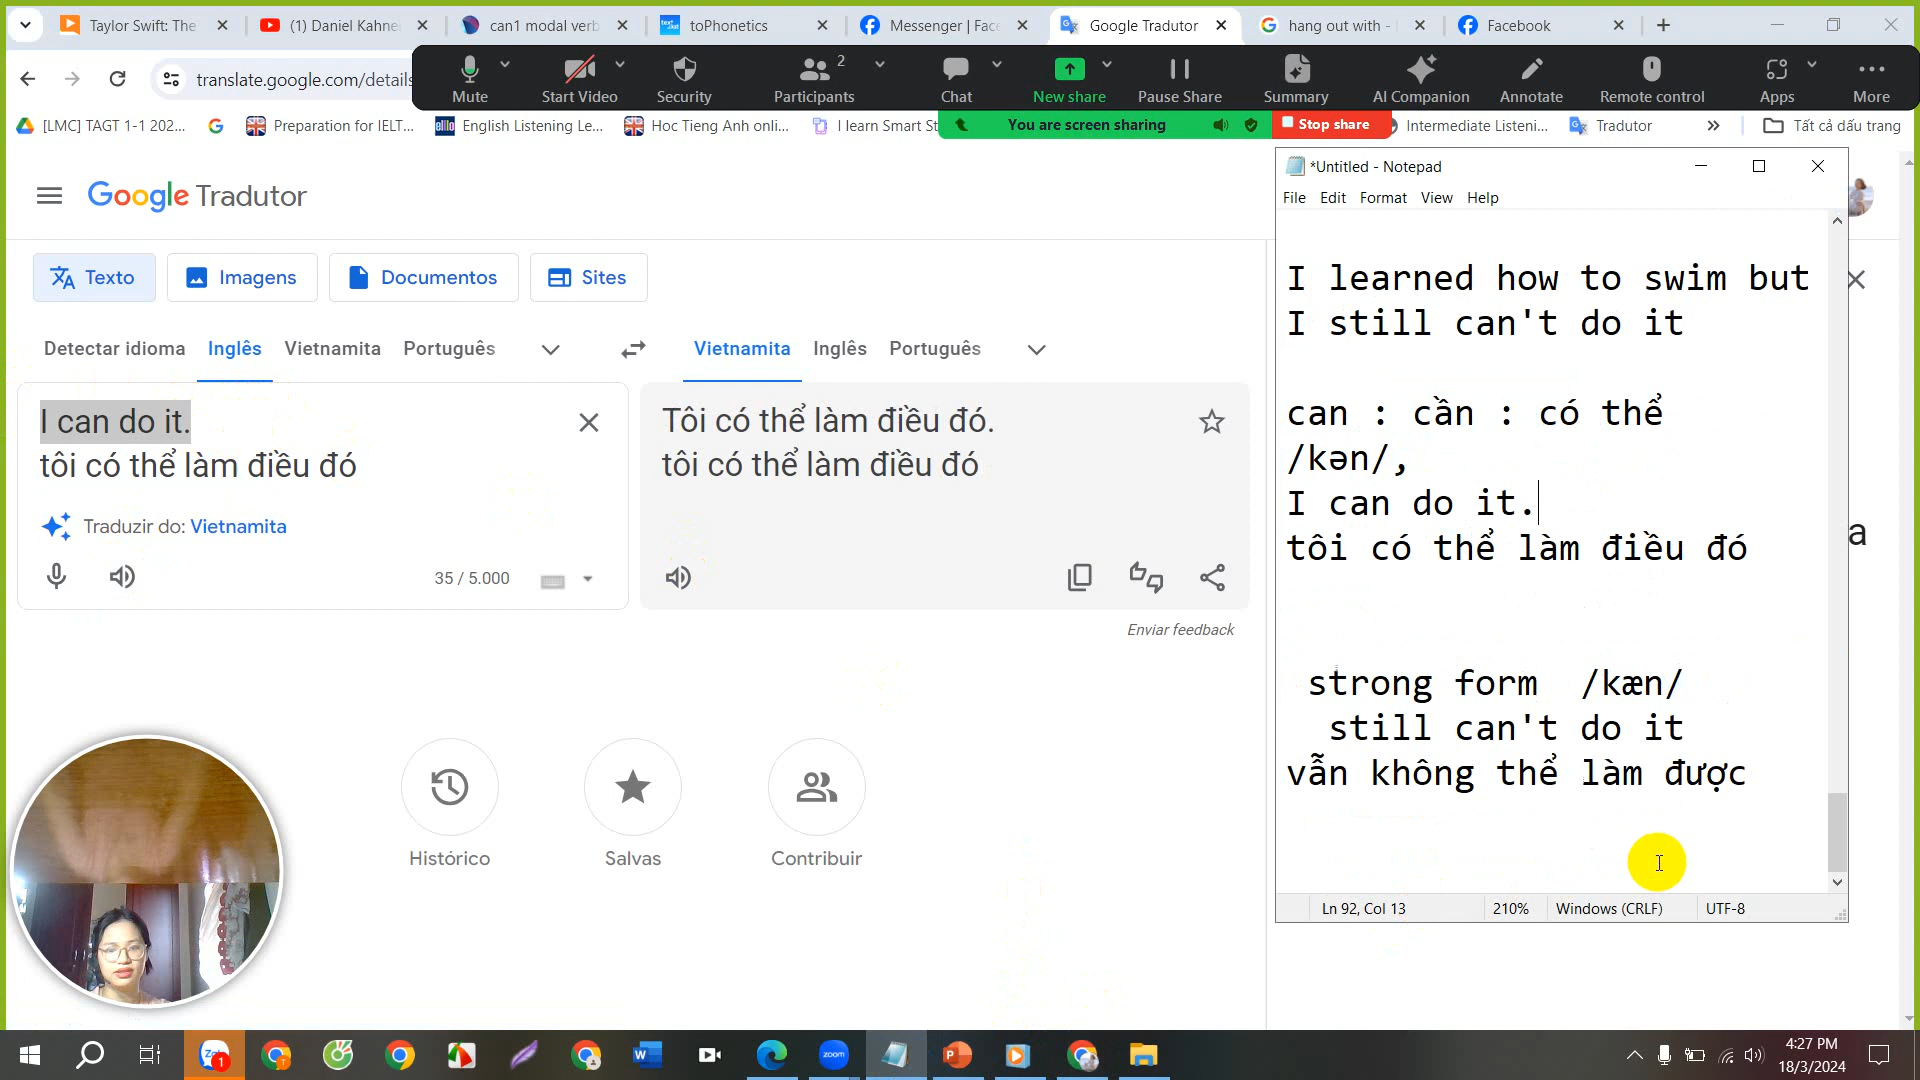 Taylor Swift: The
(1) Daniel Kahne
can1 modal verb
toPhonetics
Messenger | Face
Google Tradutor
hang out with -
Facebook
translate.google.com/details
Mute
Start Video
Security
Participants
2
Chat
New share
Pause Share
Summary
AI Companion
Annotate
Remote control
Apps
More
[LMC] TAGT 1-1 202...
Preparation for IELT...
English Listening Le...
Hoc Tieng Anh onli...
I learn Smart St
You are screen sharing
Stop share
Intermediate Listeni...
Tradutor
Tất cả dấu trang
Google Tradutor
Texto
Imagens
Documentos
Sites
Detectar idioma
Inglês
Vietnamita
Português
Vietnamita
Inglês
Português
I can do it.
tôi có thể làm điều đó
Traduzir do: Vietnamita
35 / 5.000
Tôi có thể làm điều đó.
tôi có thể làm điều đó
Enviar feedback
Histórico
Salvas
Contribuir
*Untitled - Notepad
File Edit Format View Help
I learned how to swim but
I still can't do it
can : cần : có thể
/kən/,
I can do it.
tôi có thể làm điều đó
strong form /kæn/
still can't do it
vẫn không thể làm được
Ln 92, Col 13
210%
Windows (CRLF)
UTF-8
a
1
zoom
4:27 PM
18/3/2024